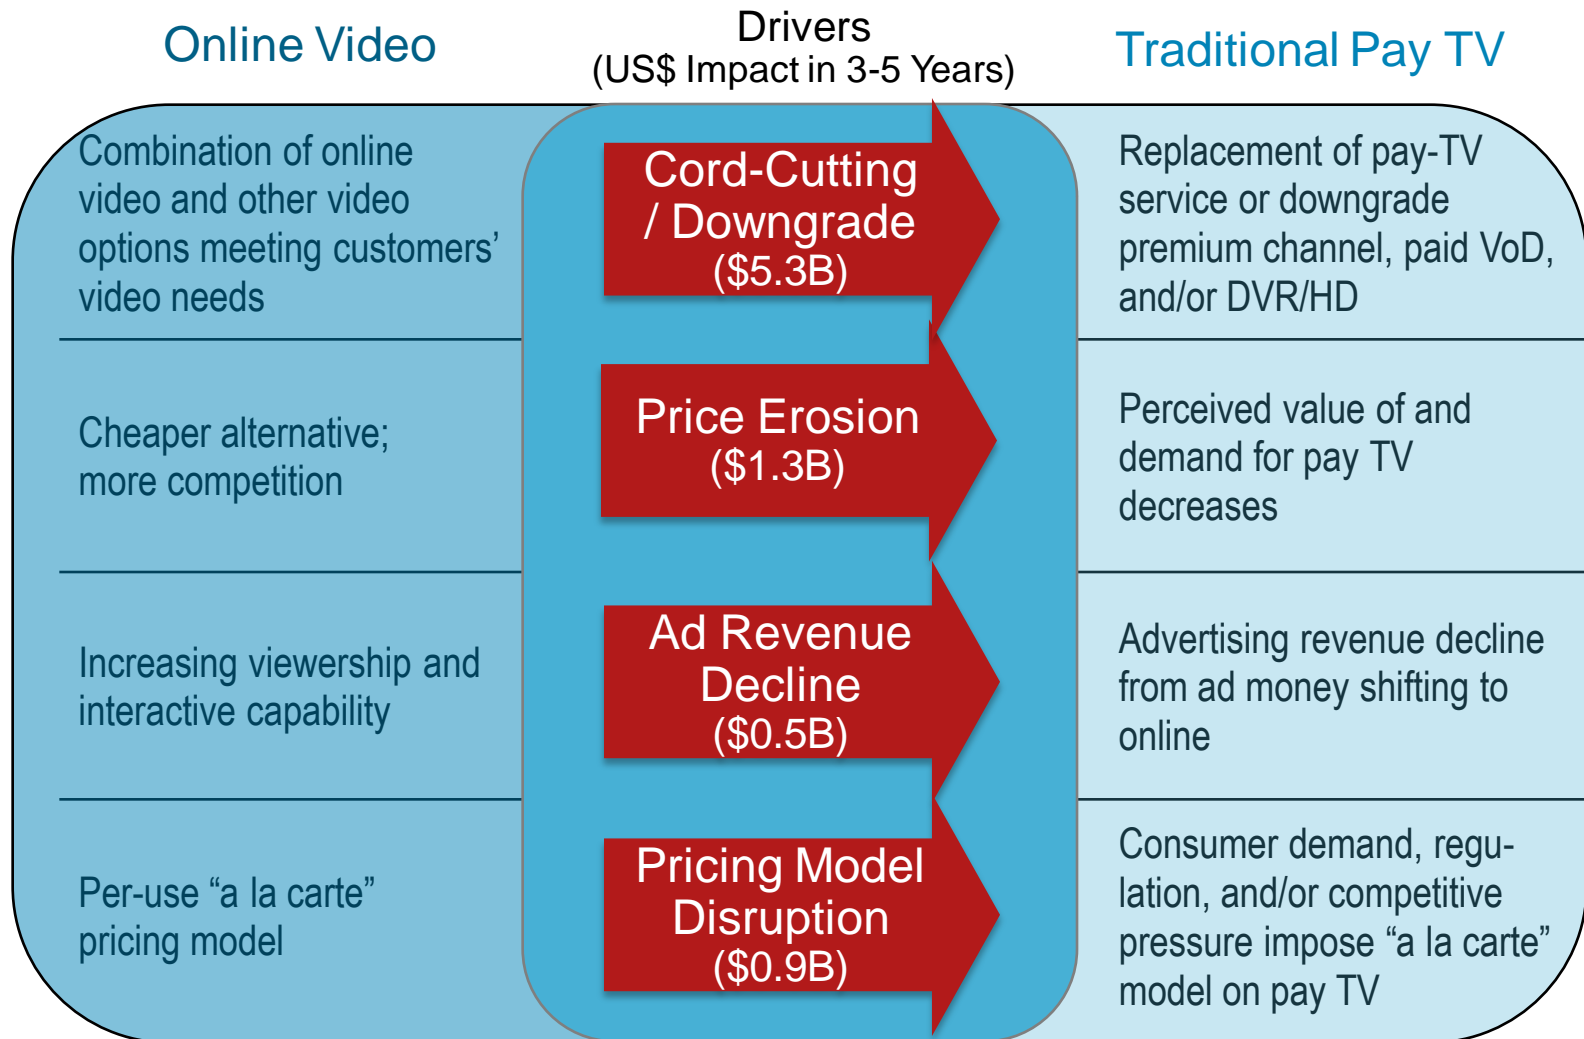 Online Video
Drivers
(US$ Impact in 3-5 Years)
Traditional Pay TV
Combination of online
video and other video
options meeting customers’
video needs
Cord-Cutting
/ Downgrade
($5.3B)
Replacement of pay-TV
service or downgrade
premium channel, paid VoD,
and/or DVR/HD
Cheaper alternative;
more competition
Price Erosion
($1.3B)
Perceived value of and
demand for pay TV
decreases
Increasing viewership and
interactive capability
Ad Revenue
Decline
($0.5B)
Advertising revenue decline
from ad money shifting to
online
Per-use “a la carte”
pricing model
Pricing Model
Disruption
($0.9B)
Consumer demand, regu-
lation, and/or competitive
pressure impose “a la carte”
model on pay TV